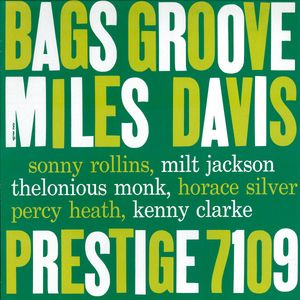 BAGS GROOVE
MILES DAVIS
sonny rollins, milt jackson
thelonious monk, horace silver
percy heath, kenny clarke
PRESTIGE 7109